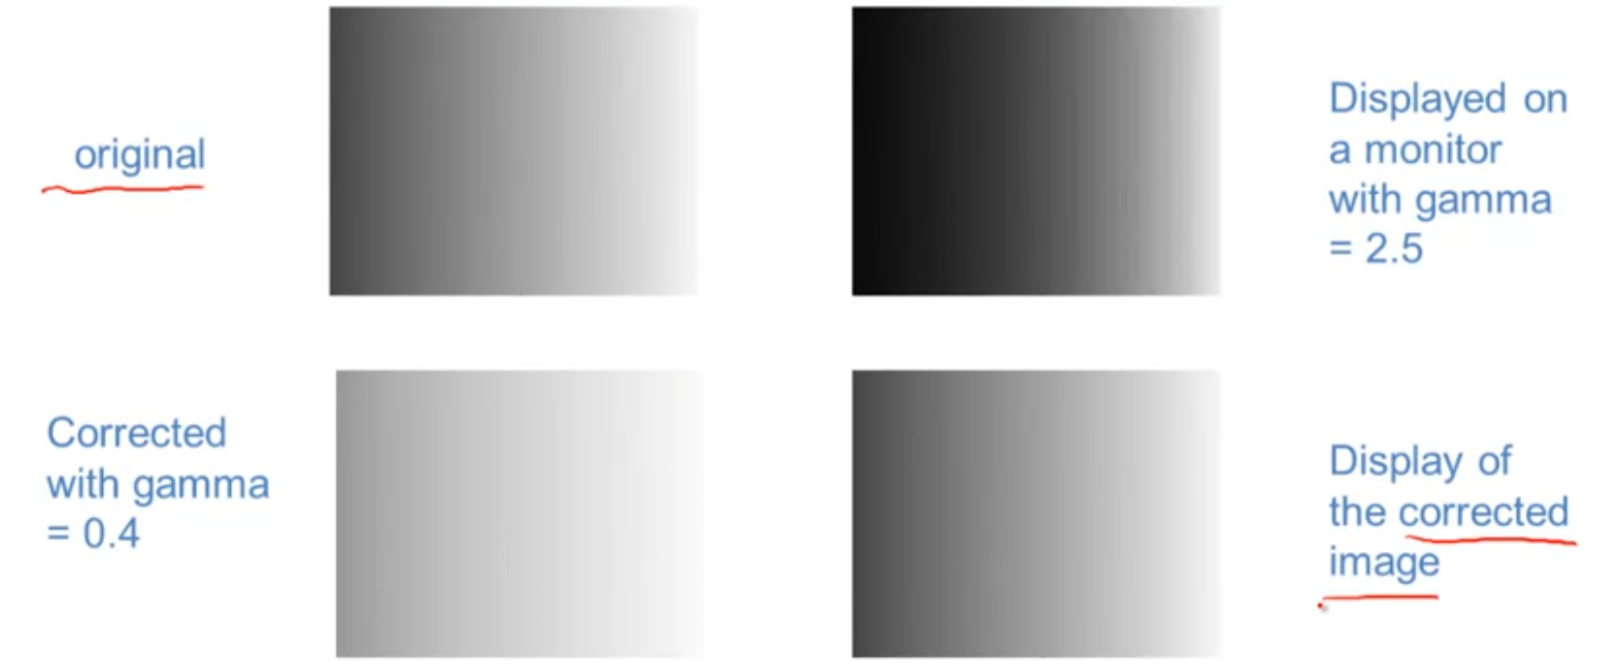 original
Displayed on
a monitor
with gamma
= 2.5
Corrected
with gamma
= 0.4
Display of
the corrected
image